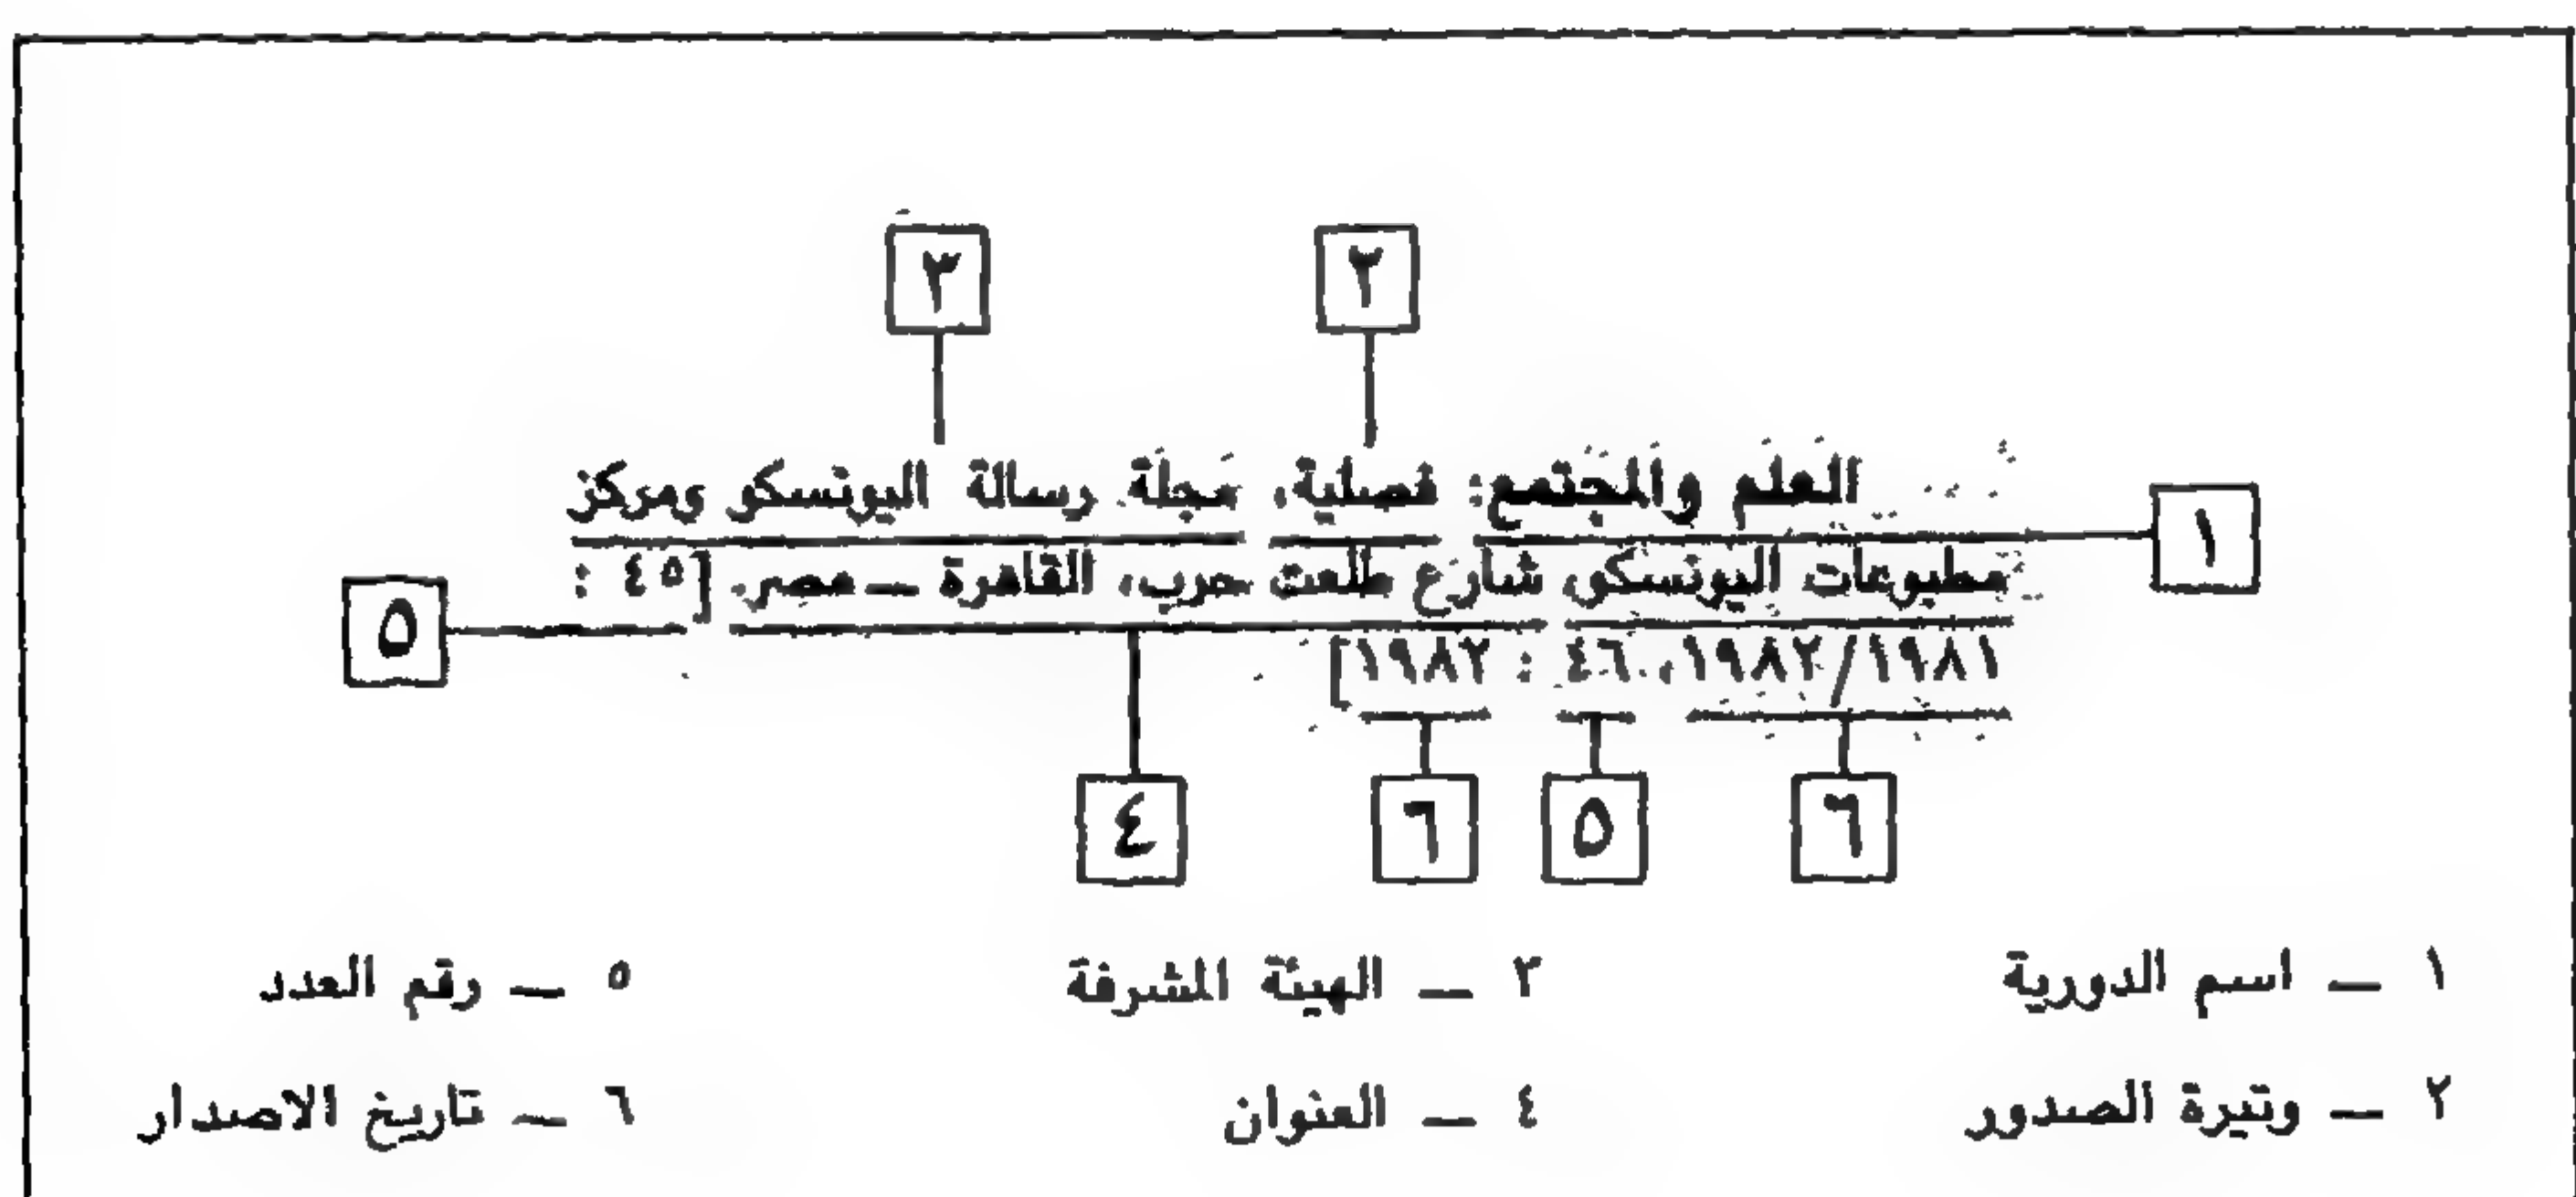 ٣ ٢
العلم والمجتمع: فصلية، مجلة رسالة اليونسكو ومركز
١
مطبوعات اليونسكو، شارع طلعت حرب، القاهرة — مصر. [٤٥ :
٥
١٩٨١/١٩٨٢، ٤٦ : ١٩٨٢]
٦ ٥ ٦ ٤
١ — اسم الدورية
٢ — وتيرة الصدور
٣ — الهيئة المشرفة
٤ — العنوان
٥ — رقم العدد
٦ — تاريخ الاصدار